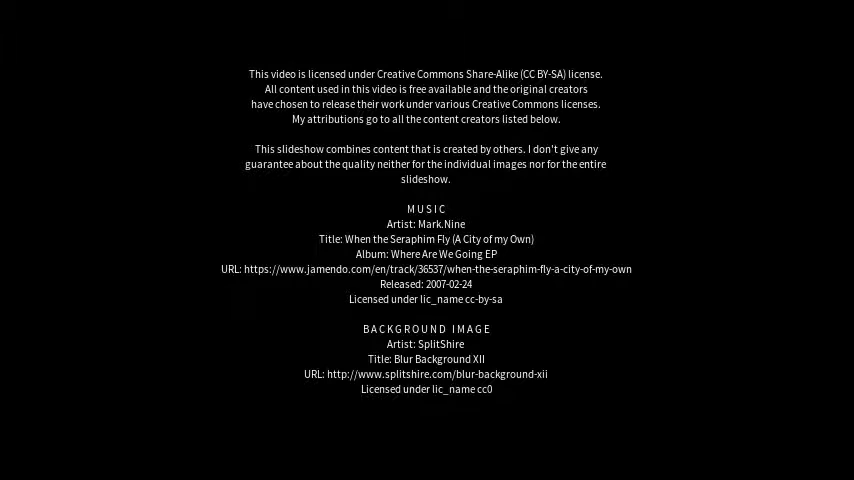 This video is licensed under Creative Commons Share-Alike (CC BY-SA) license.
All content used in this video is free available and the original creators
have chosen to release their work under various Creative Commons licenses.
My attributions go to all the content creators listed below.
This slideshow combines content that is created by others. I don't give any
guarantee about the quality neither for the individual images nor for the entire
slideshow.
MUSIC
Artist: Mark.Nine
Title: When the Seraphim Fly (A City of my Own)
Album: Where Are We Going EP
URL: https://www.jamendo.com/en/track/36537/when-the-seraphim-fly-a-city-of-my-own
Released: 2007-02-24
Licensed under lic_name cc-by-sa
BACKGROUND IMAGE
Artist: SplitShire
Title: Blur Background XII
URL: http://www.splitshire.com/blur-background-xii
Licensed under lic_name cc0